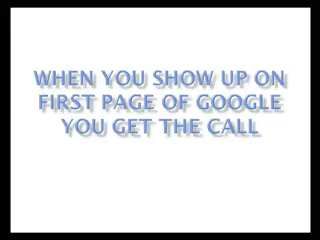 WHEN YOU SHOW UP ON
FIRST PAGE OF GOOGLE
YOU GET THE CALL